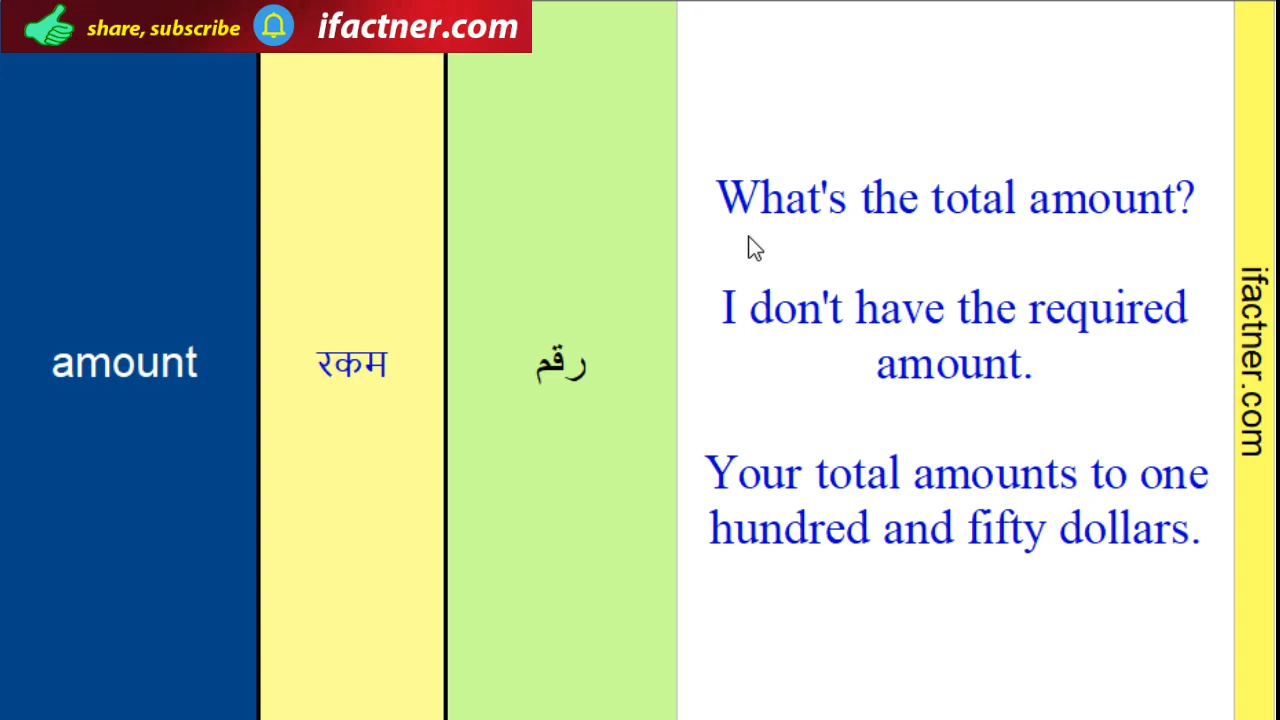 share, subscribe
ifactner.com
amount
रकम
رقم
What's the total amount?
I don't have the required
amount.
Your total amounts to one
hundred and fifty dollars.
ifactner.com